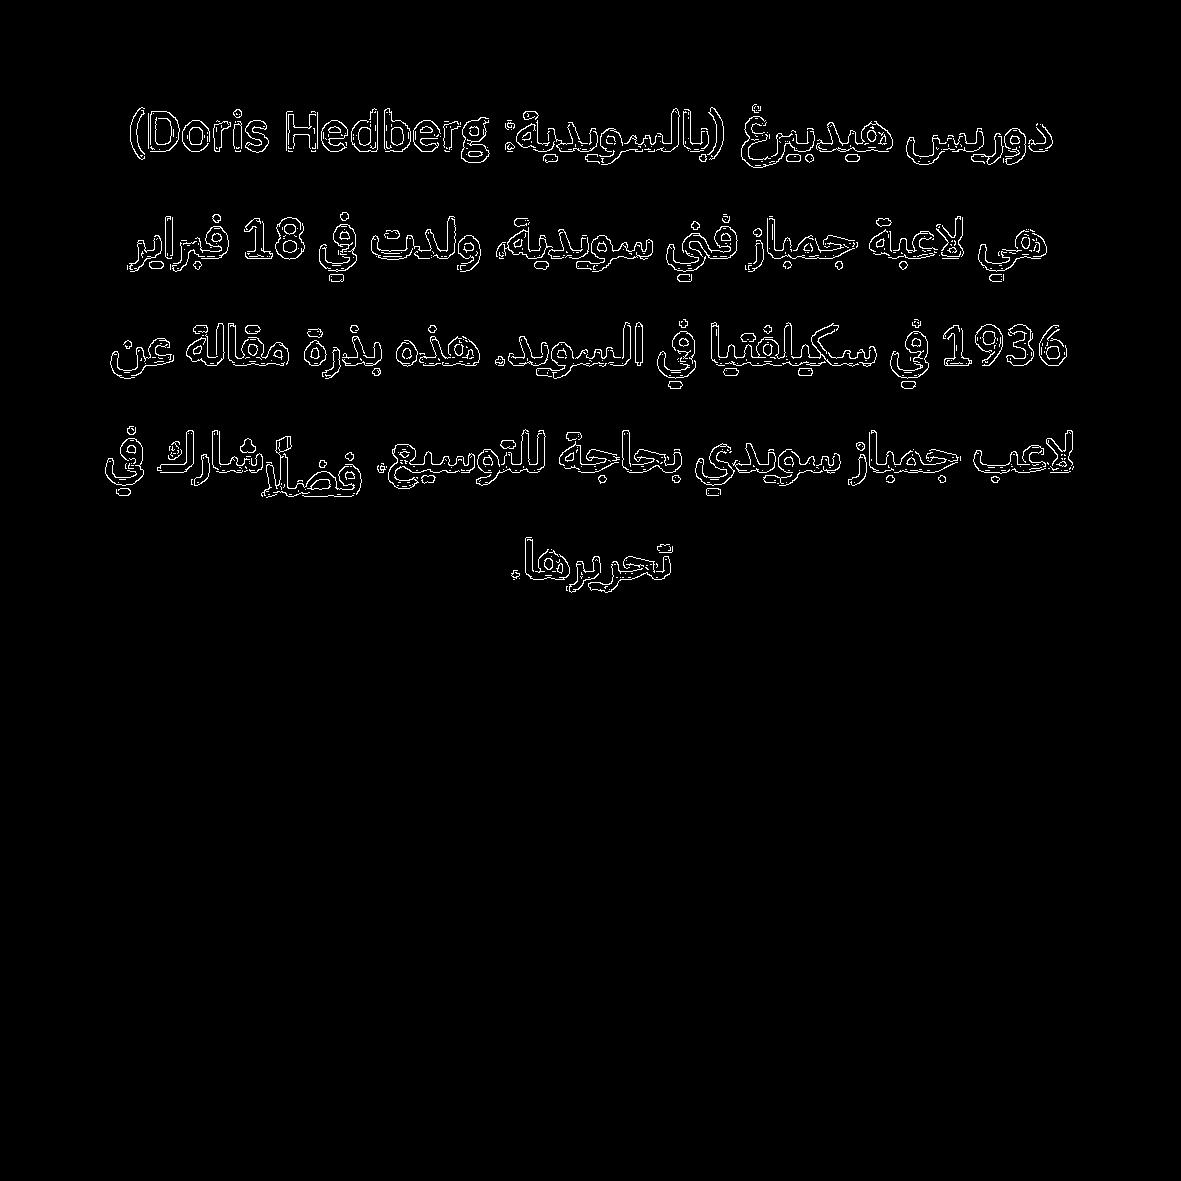 دوريس هيدبيرغ (بالسويدية: Doris Hedberg)
هي لاعبة جمباز فني سويدية، ولدت في 18 فبراير
1936 في سكيلفتيا في السويد. هذه بذرة مقالة عن
لاعب جمباز سويدي بحاجة للتوسيع. فضلًا شارك في
تحريرها.